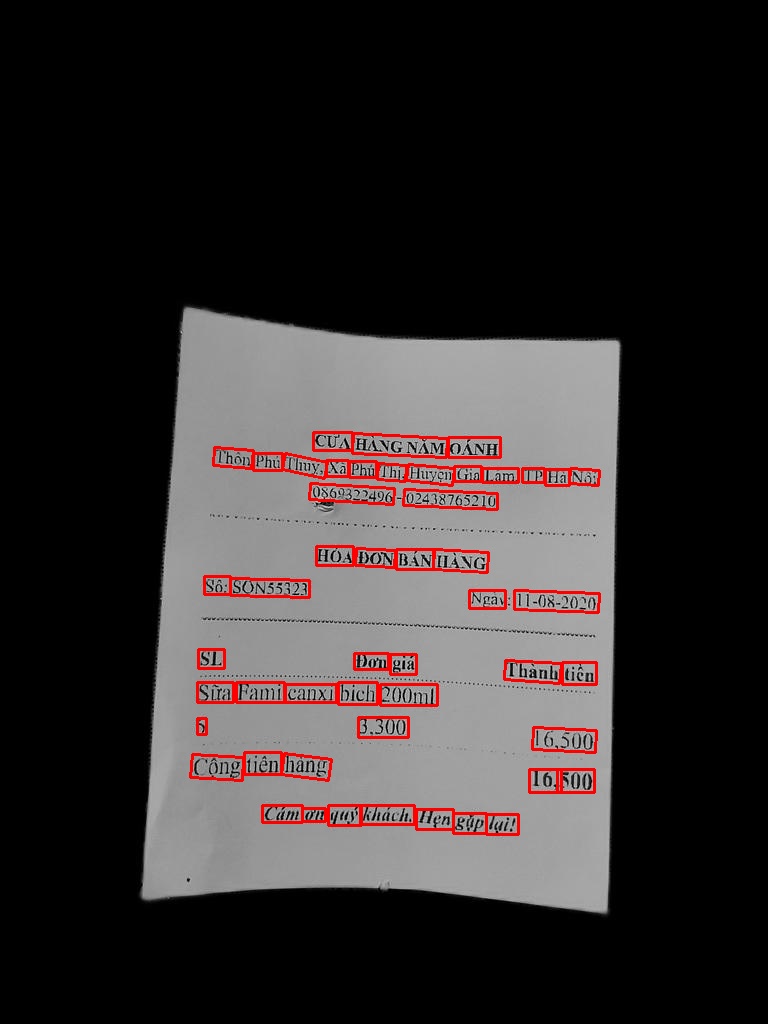 CỬA HÀNG NĂM OÁNH
Thôn Phú Thụy, Xã Phú Thị, Huyện Gia Lam, TP Hà Nội
0869322496 - 02438765210
HÓA ĐƠN BÁN HÀNG
Số: SON55323 Ngày: 11-08-2020
SL Đơn giá Thành tiền
Sữa Fami canxi bich 200ml
5 3,300 16,500
Cộng tiền hàng 16,500
Cám ơn quý khách. Hẹn gặp lại!